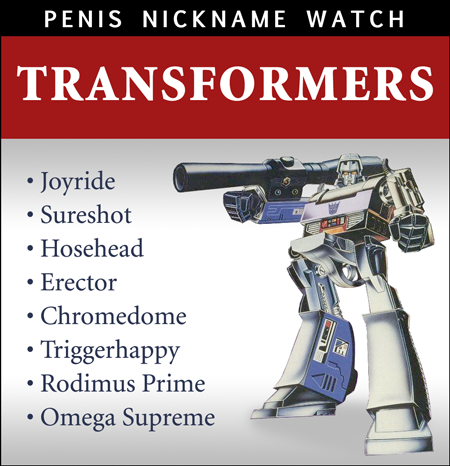 PENIS NICKNAME WATCH
TRANSFORMERS
• Joyride
• Sureshot
• Hosehead
• Erector
• Chromedome
• Triggerhappy
• Rodimus Prime
• Omega Supreme